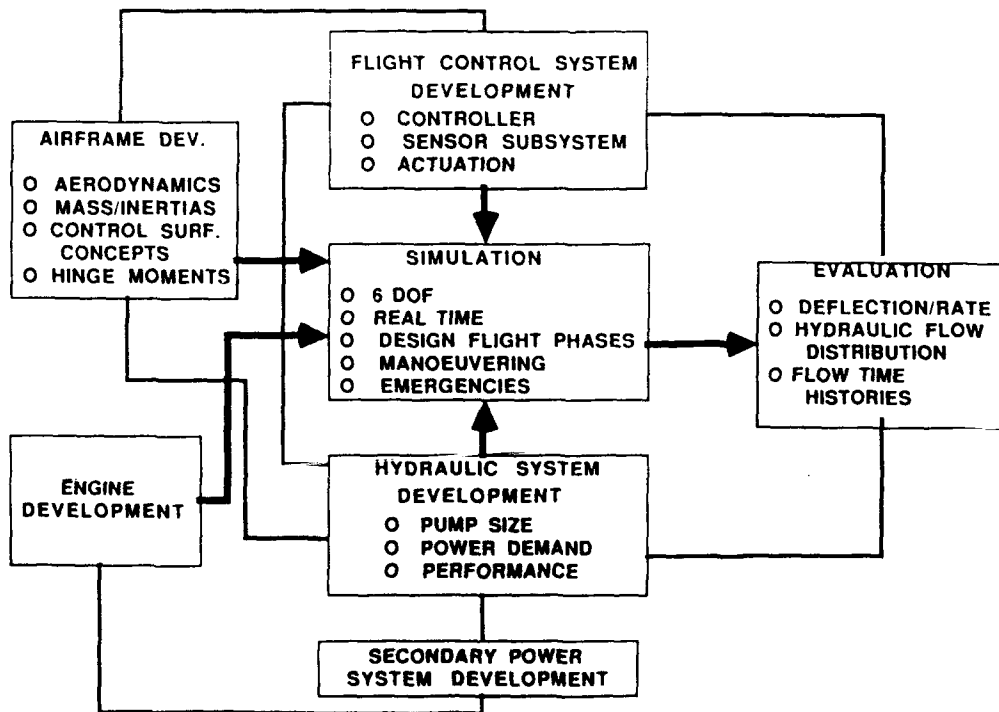 FLIGHT CONTROL SYSTEM
DEVELOPMENT
O CONTROLLER
O SENSOR SUBSYSTEM
O ACTUATION
AIRFRAME DEV.
O AERODYNAMICS
O MASS/INERTIAS
O CONTROL SURF.
CONCEPTS
O HINGE MOMENTS
SIMULATION
O 6 DOF
O REAL TIME
O DESIGN FLIGHT PHASES
O MANOEUVERING
O EMERGENCIES
EVALUATION
O DEFLECTION/RATE
O HYDRAULIC FLOW
DISTRIBUTION
O FLOW TIME
HISTORIES
ENGINE
DEVELOPMENT
HYDRAULIC SYSTEM
DEVELOPMENT
O PUMP SIZE
O POWER DEMAND
O PERFORMANCE
SECONDARY POWER
SYSTEM DEVELOPMENT